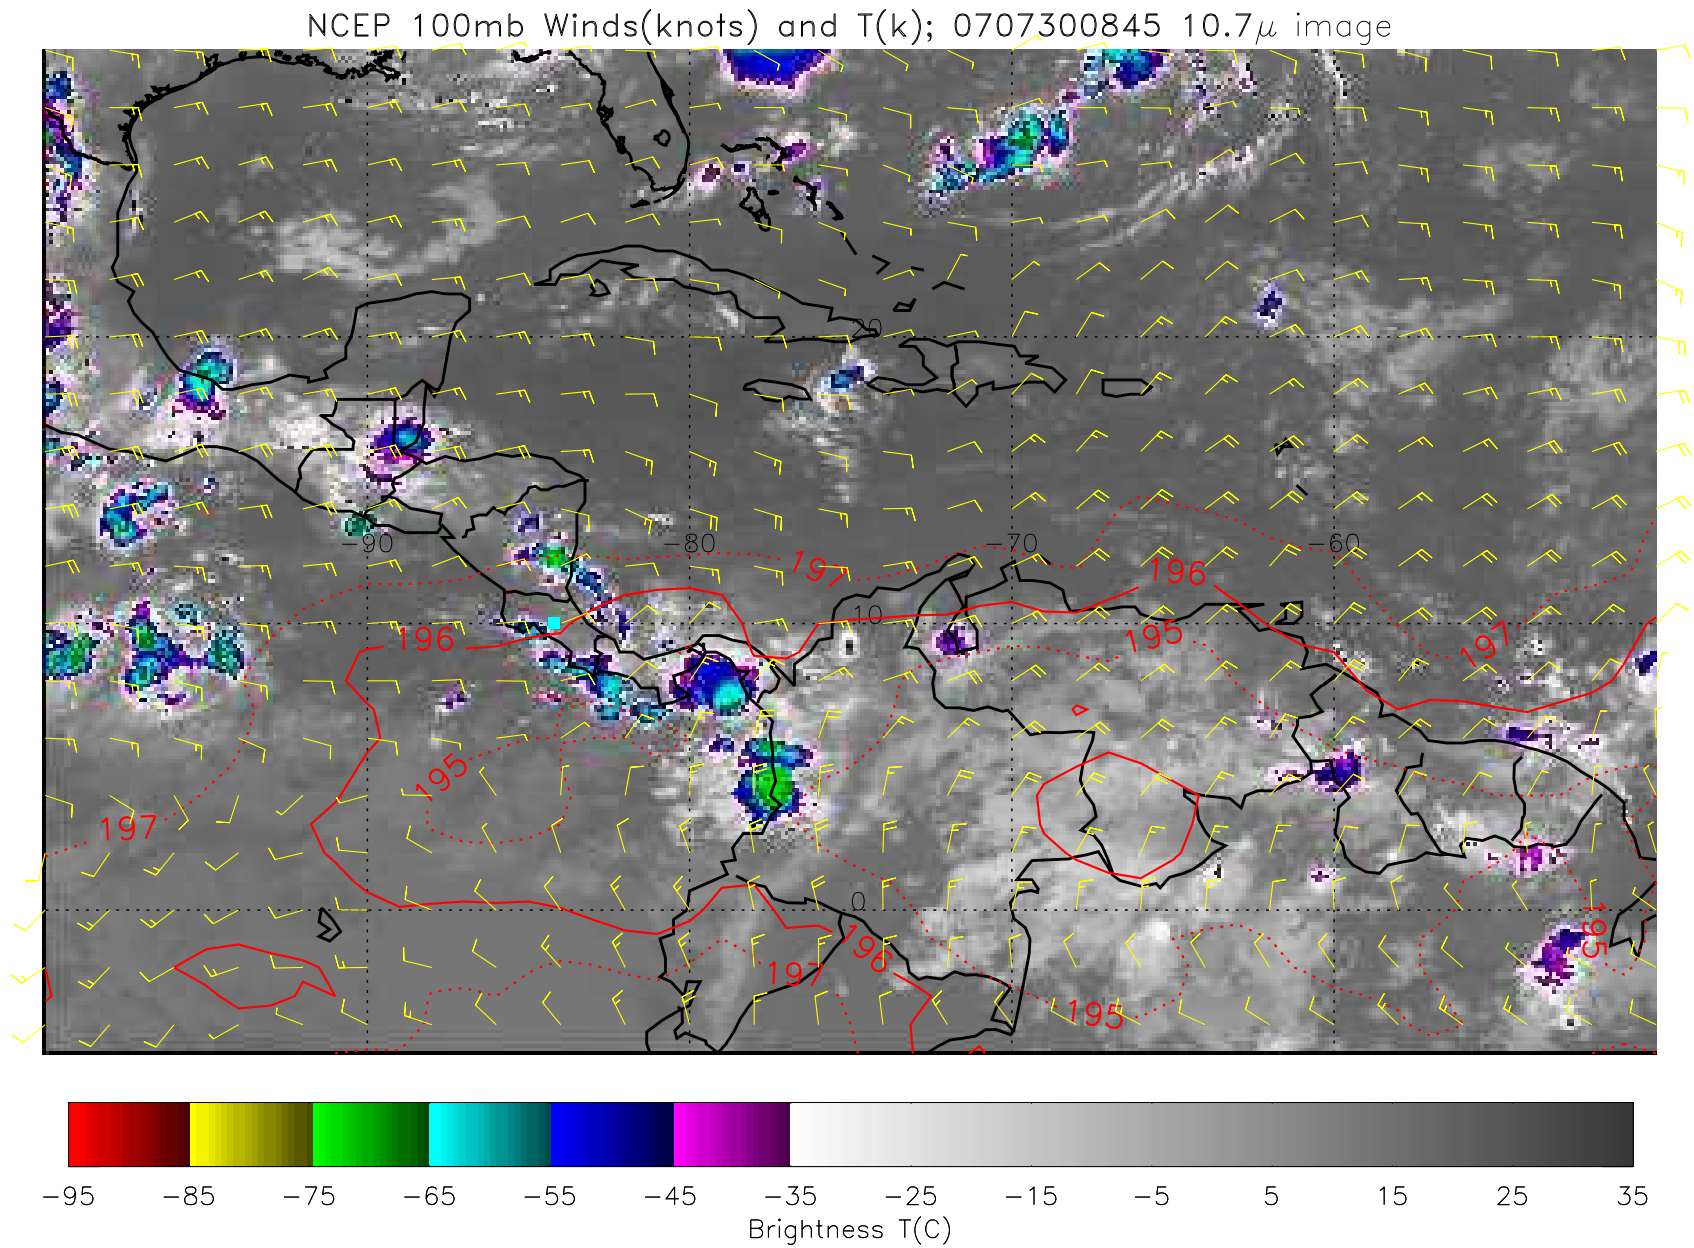 NCEP 100mb Winds(knots) and T(k); 0707300845 10.7μ image
20
-90 -80 -70 -60
197 196
10
196 195 197
195
197
0
196 195
197
195
-95 -85 -75 -65 -55 -45 -35 -25 -15 -5 5 15 25 35
Brightness T(C)